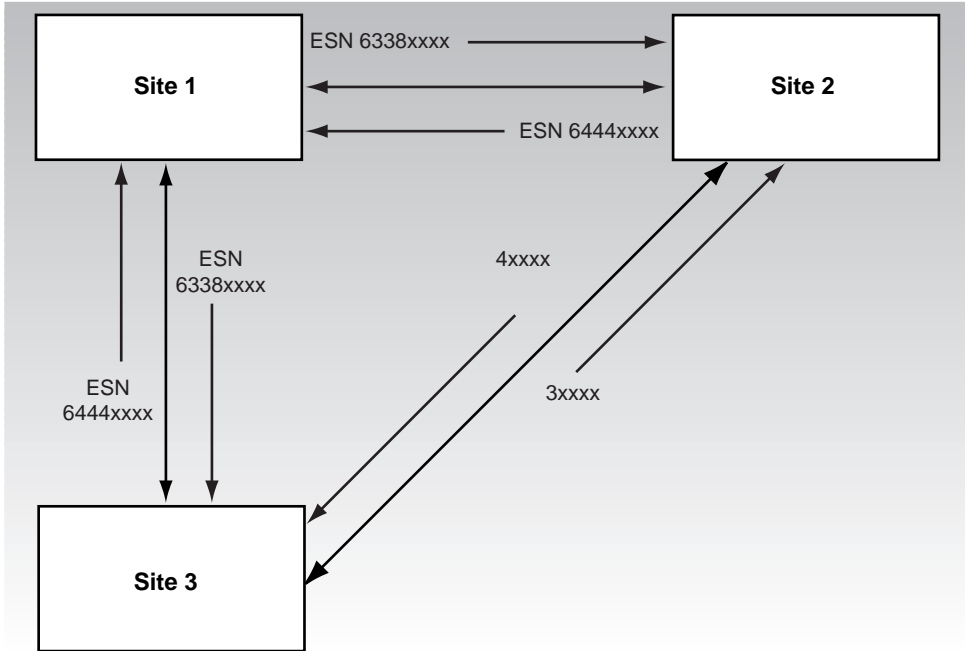 Site 1
ESN 6338xxxx
Site 2
ESN 6444xxxx
ESN
6338xxxx
4xxxx
ESN
6444xxxx
3xxxx
Site 3